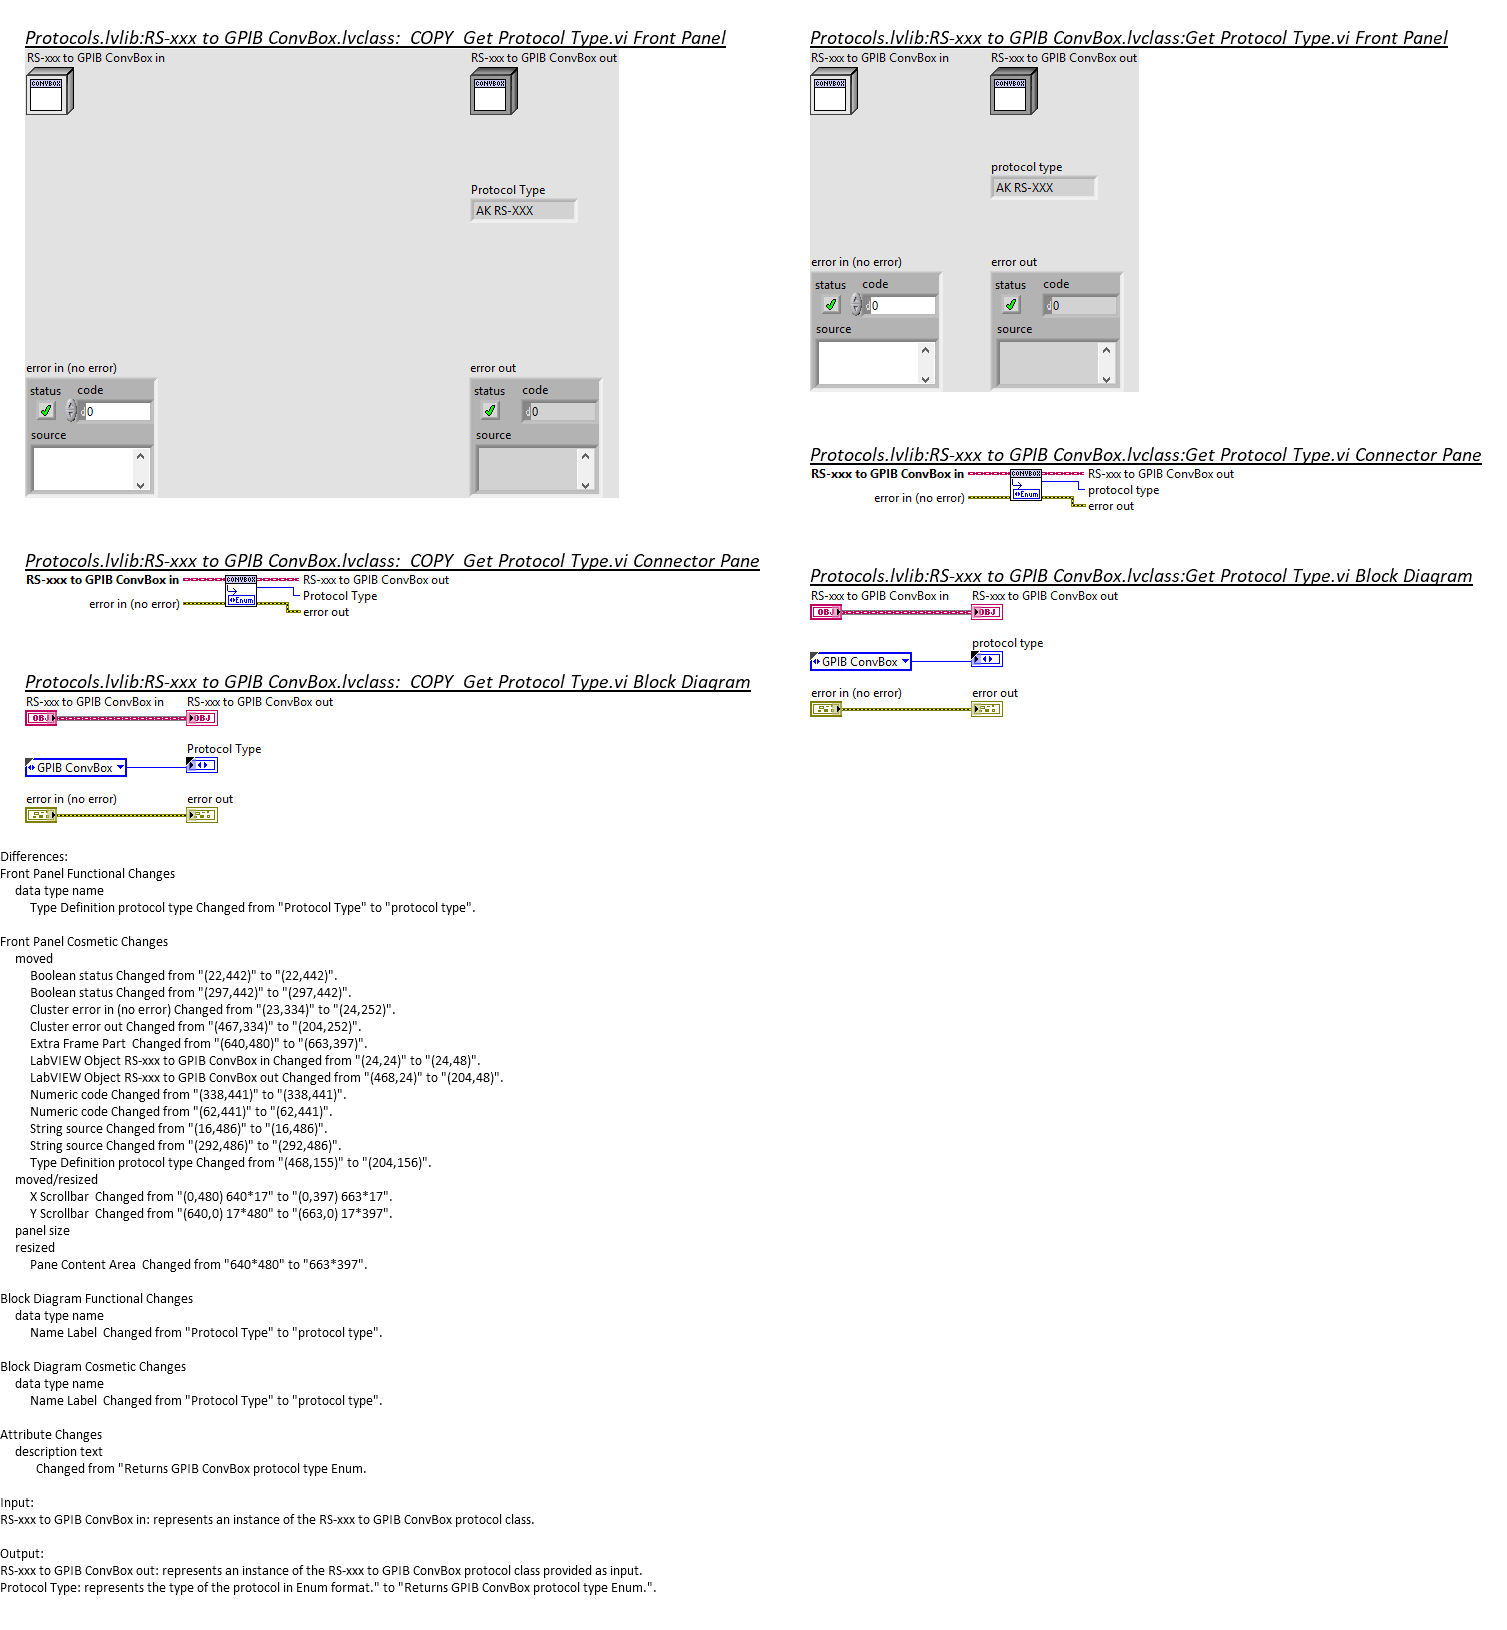 Protocols.lvlib:RS-xxx to GPIB ConvBox.lvclass:  COPY  Get Protocol Type.vi Front Panel
RS-xxx to GPIB ConvBox in
RS-xxx to GPIB ConvBox out
CONVBOX
CONVBOX
Protocol Type
AK RS-XXX
error in (no error)
error out
status
code
status
code
d
0
d
0
source
source
Protocols.lvlib:RS-xxx to GPIB ConvBox.lvclass:  COPY  Get Protocol Type.vi Connector Pane
RS-xxx to GPIB ConvBox in
CONVBOX
RS-xxx to GPIB ConvBox out
Protocol Type
error in (no error)
Enum
error out
Protocols.lvlib:RS-xxx to GPIB ConvBox.lvclass:  COPY  Get Protocol Type.vi Block Diagram
RS-xxx to GPIB ConvBox in
RS-xxx to GPIB ConvBox out
OBJ
OBJ
Protocol Type
GPIB ConvBox
error in (no error)
error out
Protocols.lvlib:RS-xxx to GPIB ConvBox.lvclass:Get Protocol Type.vi Front Panel
RS-xxx to GPIB ConvBox in
RS-xxx to GPIB ConvBox out
CONVBOX
CONVBOX
protocol type
AK RS-XXX
error in (no error)
error out
status
code
status
code
d
0
d
0
source
source
Protocols.lvlib:RS-xxx to GPIB ConvBox.lvclass:Get Protocol Type.vi Connector Pane
RS-xxx to GPIB ConvBox in
CONVBOX
RS-xxx to GPIB ConvBox out
protocol type
error in (no error)
Enum
error out
Protocols.lvlib:RS-xxx to GPIB ConvBox.lvclass:Get Protocol Type.vi Block Diagram
RS-xxx to GPIB ConvBox in
RS-xxx to GPIB ConvBox out
OBJ
OBJ
protocol type
GPIB ConvBox
error in (no error)
error out
Differences:
Front Panel Functional Changes
data type name
Type Definition protocol type Changed from "Protocol Type" to "protocol type".
Front Panel Cosmetic Changes
moved
Boolean status Changed from "(22,442)" to "(22,442)".
Boolean status Changed from "(297,442)" to "(297,442)".
Cluster error in (no error) Changed from "(23,334)" to "(24,252)".
Cluster error out Changed from "(467,334)" to "(204,252)".
Extra Frame Part  Changed from "(640,480)" to "(663,397)".
LabVIEW Object RS-xxx to GPIB ConvBox in Changed from "(24,24)" to "(24,48)".
LabVIEW Object RS-xxx to GPIB ConvBox out Changed from "(468,24)" to "(204,48)".
Numeric code Changed from "(338,441)" to "(338,441)".
Numeric code Changed from "(62,441)" to "(62,441)".
String source Changed from "(16,486)" to "(16,486)".
String source Changed from "(292,486)" to "(292,486)".
Type Definition protocol type Changed from "(468,155)" to "(204,156)".
moved/resized
X Scrollbar  Changed from "(0,480) 640*17" to "(0,397) 663*17".
Y Scrollbar  Changed from "(640,0) 17*480" to "(663,0) 17*397".
panel size
resized
Pane Content Area  Changed from "640*480" to "663*397".
Block Diagram Functional Changes
data type name
Name Label  Changed from "Protocol Type" to "protocol type".
Block Diagram Cosmetic Changes
data type name
Name Label  Changed from "Protocol Type" to "protocol type".
Attribute Changes
description text
Changed from "Returns GPIB ConvBox protocol type Enum.
Input:
RS-xxx to GPIB ConvBox in: represents an instance of the RS-xxx to GPIB ConvBox protocol class.
Output:
RS-xxx to GPIB ConvBox out: represents an instance of the RS-xxx to GPIB ConvBox protocol class provided as input.
Protocol Type: represents the type of the protocol in Enum format." to "Returns GPIB ConvBox protocol type Enum.".